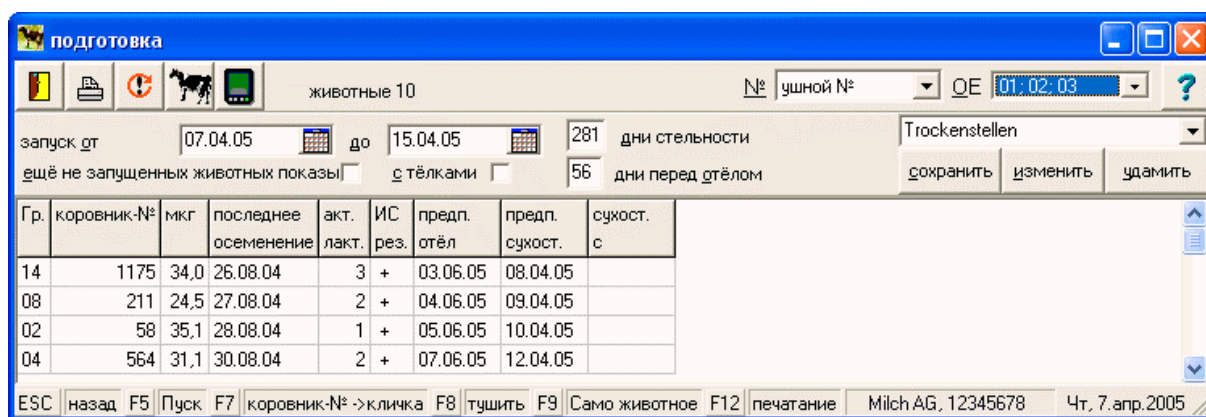 подготовка
животные 10 № ушной № ОЕ 01:02:03 ?
запуск от 07.04.05 до 15.04.05 281 дни стельности Trockenstellen
ещё не запущенных животных показы с тёлками 56 дни перед отёлом сохранить изменить удамить
Гр. коровник-№ мкг последнее акт. ИС предп. предп. сухост.
осеменение лакт. рез. отёл сухост. с
14 1175 34,0 26.08.04 3 + 03.06.05 08.04.05
08 211 24,5 27.08.04 2 + 04.06.05 09.04.05
02 58 35,1 28.08.04 1 + 05.06.05 10.04.05
04 564 31,1 30.08.04 2 + 07.06.05 12.04.05
ESC назад F5 Пуск F7 коровник-№ ->кличка F8 тушить F9 Само животное F12 печатание Milch AG, 12345678 Чт, 7.апр.2005